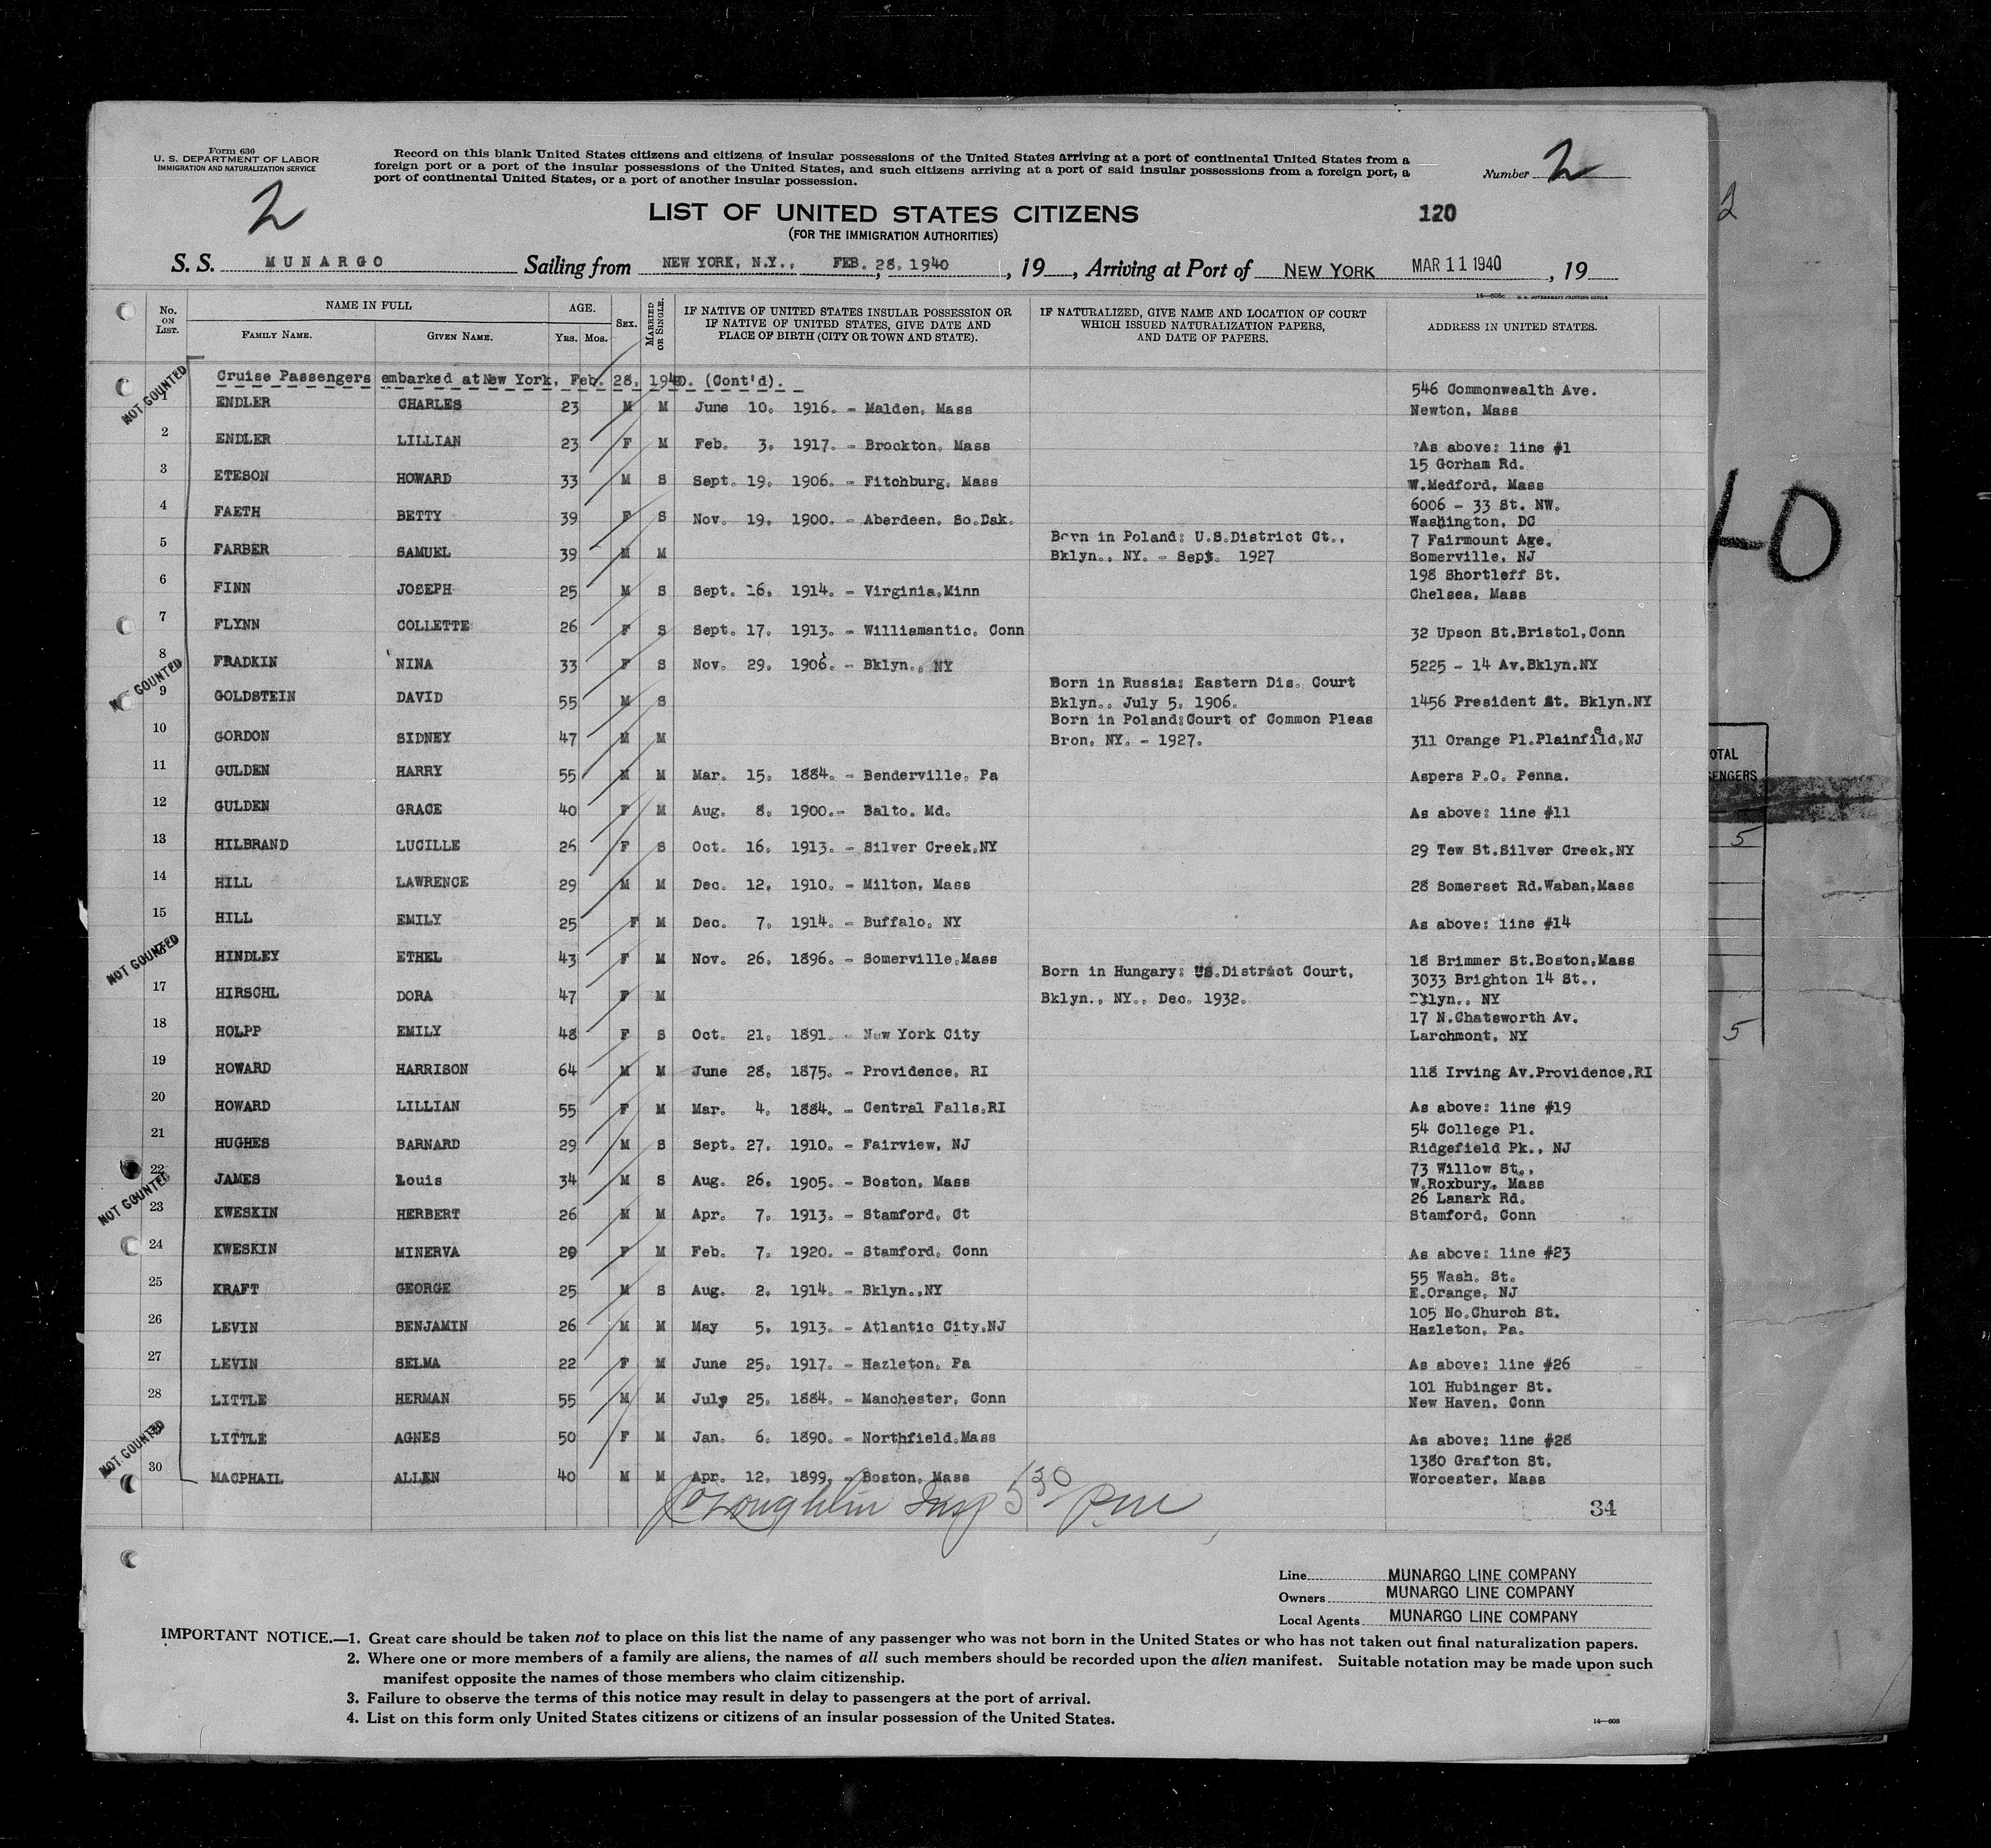 Form 630
U. S. DEPARTMENT OF LABOR
IMMIGRATION AND NATURALIZATION SERVICE
2
Record on this blank United States citizens and citizens of insular possessions of the United States arriving at a port of continental United States from a
foreign port or a port of the insular possessions of the United States, and such citizens arriving at a port of said insular possessions from a foreign port, a
port of continental United States, or a port of another insular possession.
Number 2
LIST OF UNITED STATES CITIZENS
(FOR THE IMMIGRATION AUTHORITIES)
120
S. S. MUNARGO Sailing from NEW YORK, N.Y., FEB. 28, 1940, 19 , Arriving at Port of NEW YORK MAR 11 1940, 19
No. ON LIST. NAME IN FULL FAMILY NAME. GIVEN NAME. AGE. Yrs. Mos. SEX. MARRIED OR SINGLE. IF NATIVE OF UNITED STATES INSULAR POSSESSION OR IF NATIVE OF UNITED STATES, GIVE DATE AND PLACE OF BIRTH (CITY OR TOWN AND STATE). IF NATURALIZED, GIVE NAME AND LOCATION OF COURT WHICH ISSUED NATURALIZATION PAPERS, AND DATE OF PAPERS. ADDRESS IN UNITED STATES.
Cruise Passengers embarked at New York, Feb. 28, 1940. (Cont'd).
NOT COUNTED
ENDLER CHARLES 23 M M June 10, 1916. - Malden, Mass 546 Commonwealth Ave. Newton, Mass
2 ENDLER LILLIAN 23 F M Feb. 3, 1917. - Brockton, Mass ?As above: line #1
3 ETESON HOWARD 33 M S Sept. 19, 1906. - Fitchburg, Mass 15 Gorham Rd. W.Medford, Mass
4 FAETH BETTY 39 F S Nov. 19, 1900. - Aberdeen, So.Dak. 6006 - 33 St. NW. Washington, DC
5 FARBER SAMUEL 39 M M Born in Poland: U.S.District Ct., Bklyn., NY. - Sept. 1927 7 Fairmount Age. Somerville, NJ
6 FINN JOSEPH 25 M S Sept. 16, 1914. - Virginia,Minn 198 Shortleff St. Chelsea, Mass
7 FLYNN COLLETTE 26 F S Sept. 17, 1913. - Williamantic, Conn 32 Upson St.Bristol,Conn
8 FRADKIN NINA 33 F S Nov. 29, 1906. - Bklyn., NY 5225 - 14 Av.Bklyn.NY
NOT COUNTED
9 GOLDSTEIN DAVID 55 M S Born in Russia: Eastern Dis. Court Bklyn., July 5, 1906. 1456 President St. Bklyn.NY
10 GORDON SIDNEY 47 M M Born in Poland:Court of Common Pleas Bron, NY. - 1927. 311 Orange Pl.Plainfield,NJ
11 GULDEN HARRY 55 M M Mar. 15, 1884. - Benderville, Pa Aspers P.O. Penna.
12 GULDEN GRACE 40 F M Aug. 8, 1900.- Balto. Md. As above: line #11
13 HILBRAND LUCILLE 26 F S Oct. 16, 1913. - Silver Creek,NY 29 Tew St.Silver Creek,NY
14 HILL LAWRENCE 29 M M Dec. 12, 1910. - Milton, Mass 28 Somerset Rd.Waban,Mass
15 HILL EMILY 25 F M Dec. 7, 1914. - Buffalo, NY As above: line #14
NOT COUNTED
HINDLEY ETHEL 43 F M Nov. 26, 1896. - Somerville,Mass 18 Brimmer St.Boston,Mass
17 HIRSCHL DORA 47 F M Born in Hungary: US.District Court, Bklyn., NY., Dec. 1932. 3033 Brighton 14 St., Bklyn., NY
18 HOLPP EMILY 48 F S Oct. 21, 1891. - New York City 17 N.Chatsworth Av. Larchmont, NY
19 HOWARD HARRISON 64 M M June 28, 1875. - Providence, RI 118 Irving Av.Providence,RI
20 HOWARD LILLIAN 55 F M Mar. 4, 1884. - Central Falls,RI As above: line #19
21 HUGHES BARNARD 29 M S Sept. 27, 1910. - Fairview, NJ 54 College Pl. Ridgefield Pk., NJ
22 JAMES Louis 34 M S Aug. 26, 1905. - Boston, Mass 73 Willow St., W.Roxbury, Mass
NOT COUNTED
23 KWESKIN HERBERT 26 M M Apr. 7, 1913. - Stamford, Ct 26 Lanark Rd. Stamford, Conn
24 KWESKIN MINERVA 20 F M Feb. 7, 1920. - Stamford, Conn As above: line #23
25 KRAFT GEORGE 25 M S Aug. 2, 1914. - Bklyn.,NY 55 Wash. St. E.Orange, NJ
26 LEVIN BENJAMIN 26 M M May 5, 1913. - Atlantic City,NJ 105 No.Church St. Hazleton, Pa.
27 LEVIN SELMA 22 F M June 25, 1917. - Hazleton, Pa As above: line #26
28 LITTLE HERMAN 55 M M July 25, 1884. - Manchester, Conn 101 Hubinger St. New Haven, Conn
NOT COUNTED
LITTLE AGNES 50 F M Jan. 6, 1890. - Northfield,Mass As above: line #28
30 MACPHAIL ALLEN 40 M M Apr. 12, 1899, - Boston, Mass 1380 Grafton St. Worcester, Mass
Insp 5 30 pm
34
Line MUNARGO LINE COMPANY
Owners MUNARGO LINE COMPANY
Local Agents MUNARGO LINE COMPANY
IMPORTANT NOTICE.—1. Great care should be taken not to place on this list the name of any passenger who was not born in the United States or who has not taken out final naturalization papers.
2. Where one or more members of a family are aliens, the names of all such members should be recorded upon the alien manifest. Suitable notation may be made upon such
manifest opposite the names of those members who claim citizenship.
3. Failure to observe the terms of this notice may result in delay to passengers at the port of arrival.
4. List on this form only United States citizens or citizens of an insular possession of the United States.
14—608
2
40
OTAL
ENGERS
5
5